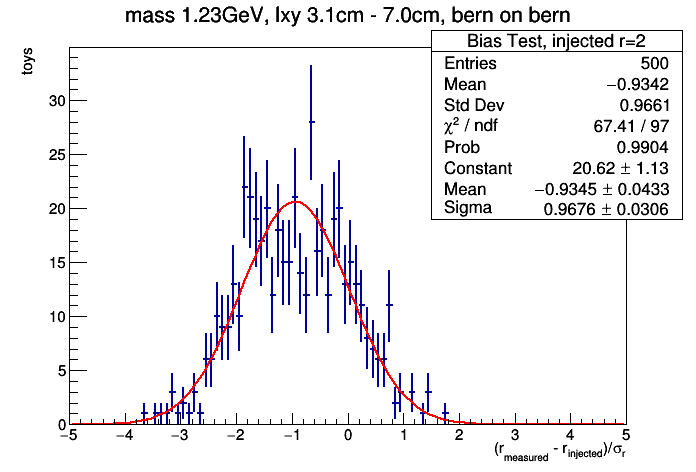 mass 1.23GeV, lxy 3.1cm - 7.0cm, bern on bern
Bias Test, injected r=2
Entries 500
Mean −0.9342
Std Dev 0.9661
χ² / ndf 67.41 / 97
Prob 0.9904
Constant 20.62 ± 1.13
Mean −0.9345 ± 0.0433
Sigma 0.9676 ± 0.0306
toys
30
25
20
15
10
5
0
−5 −4 −3 −2 −1 0 1 2 3 4 5
(r_measured - r_injected)/σ_r